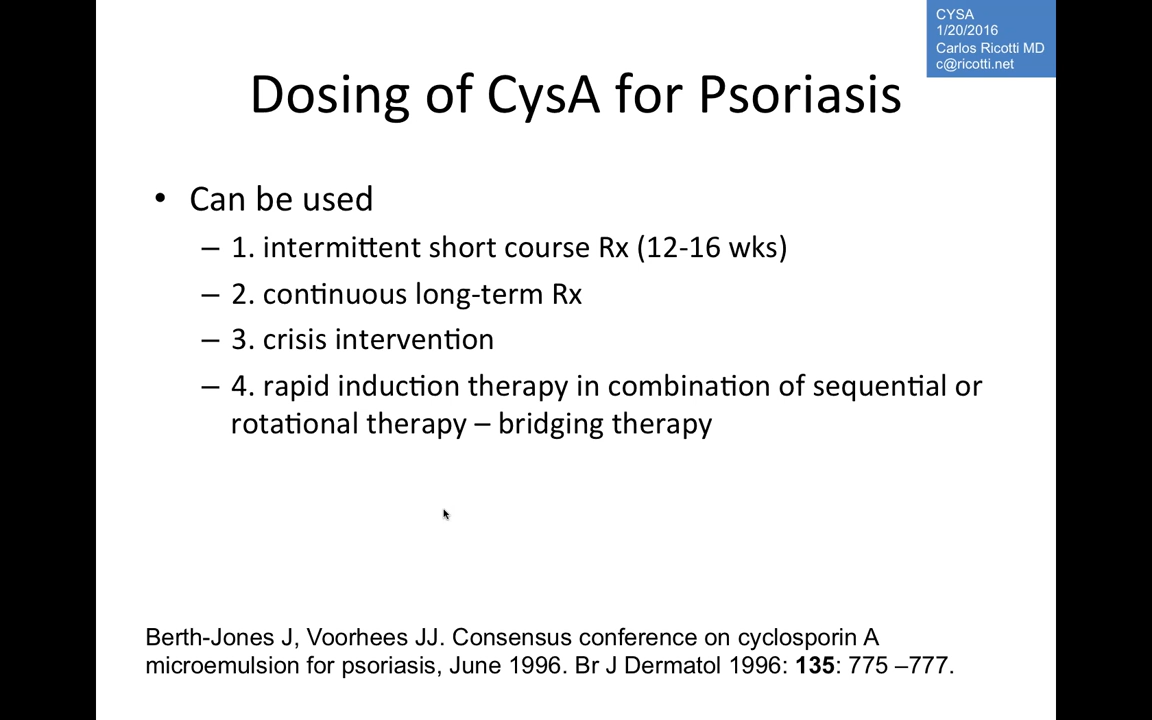 CYSA
1/20/2016
Carlos Ricotti MD
c@ricotti.net
Dosing of CysA for Psoriasis
• Can be used
– 1. intermittent short course Rx (12-16 wks)
– 2. continuous long-term Rx
– 3. crisis intervention
– 4. rapid induction therapy in combination of sequential or
rotational therapy – bridging therapy
Berth-Jones J, Voorhees JJ. Consensus conference on cyclosporin A
microemulsion for psoriasis, June 1996. Br J Dermatol 1996: 135: 775 –777.